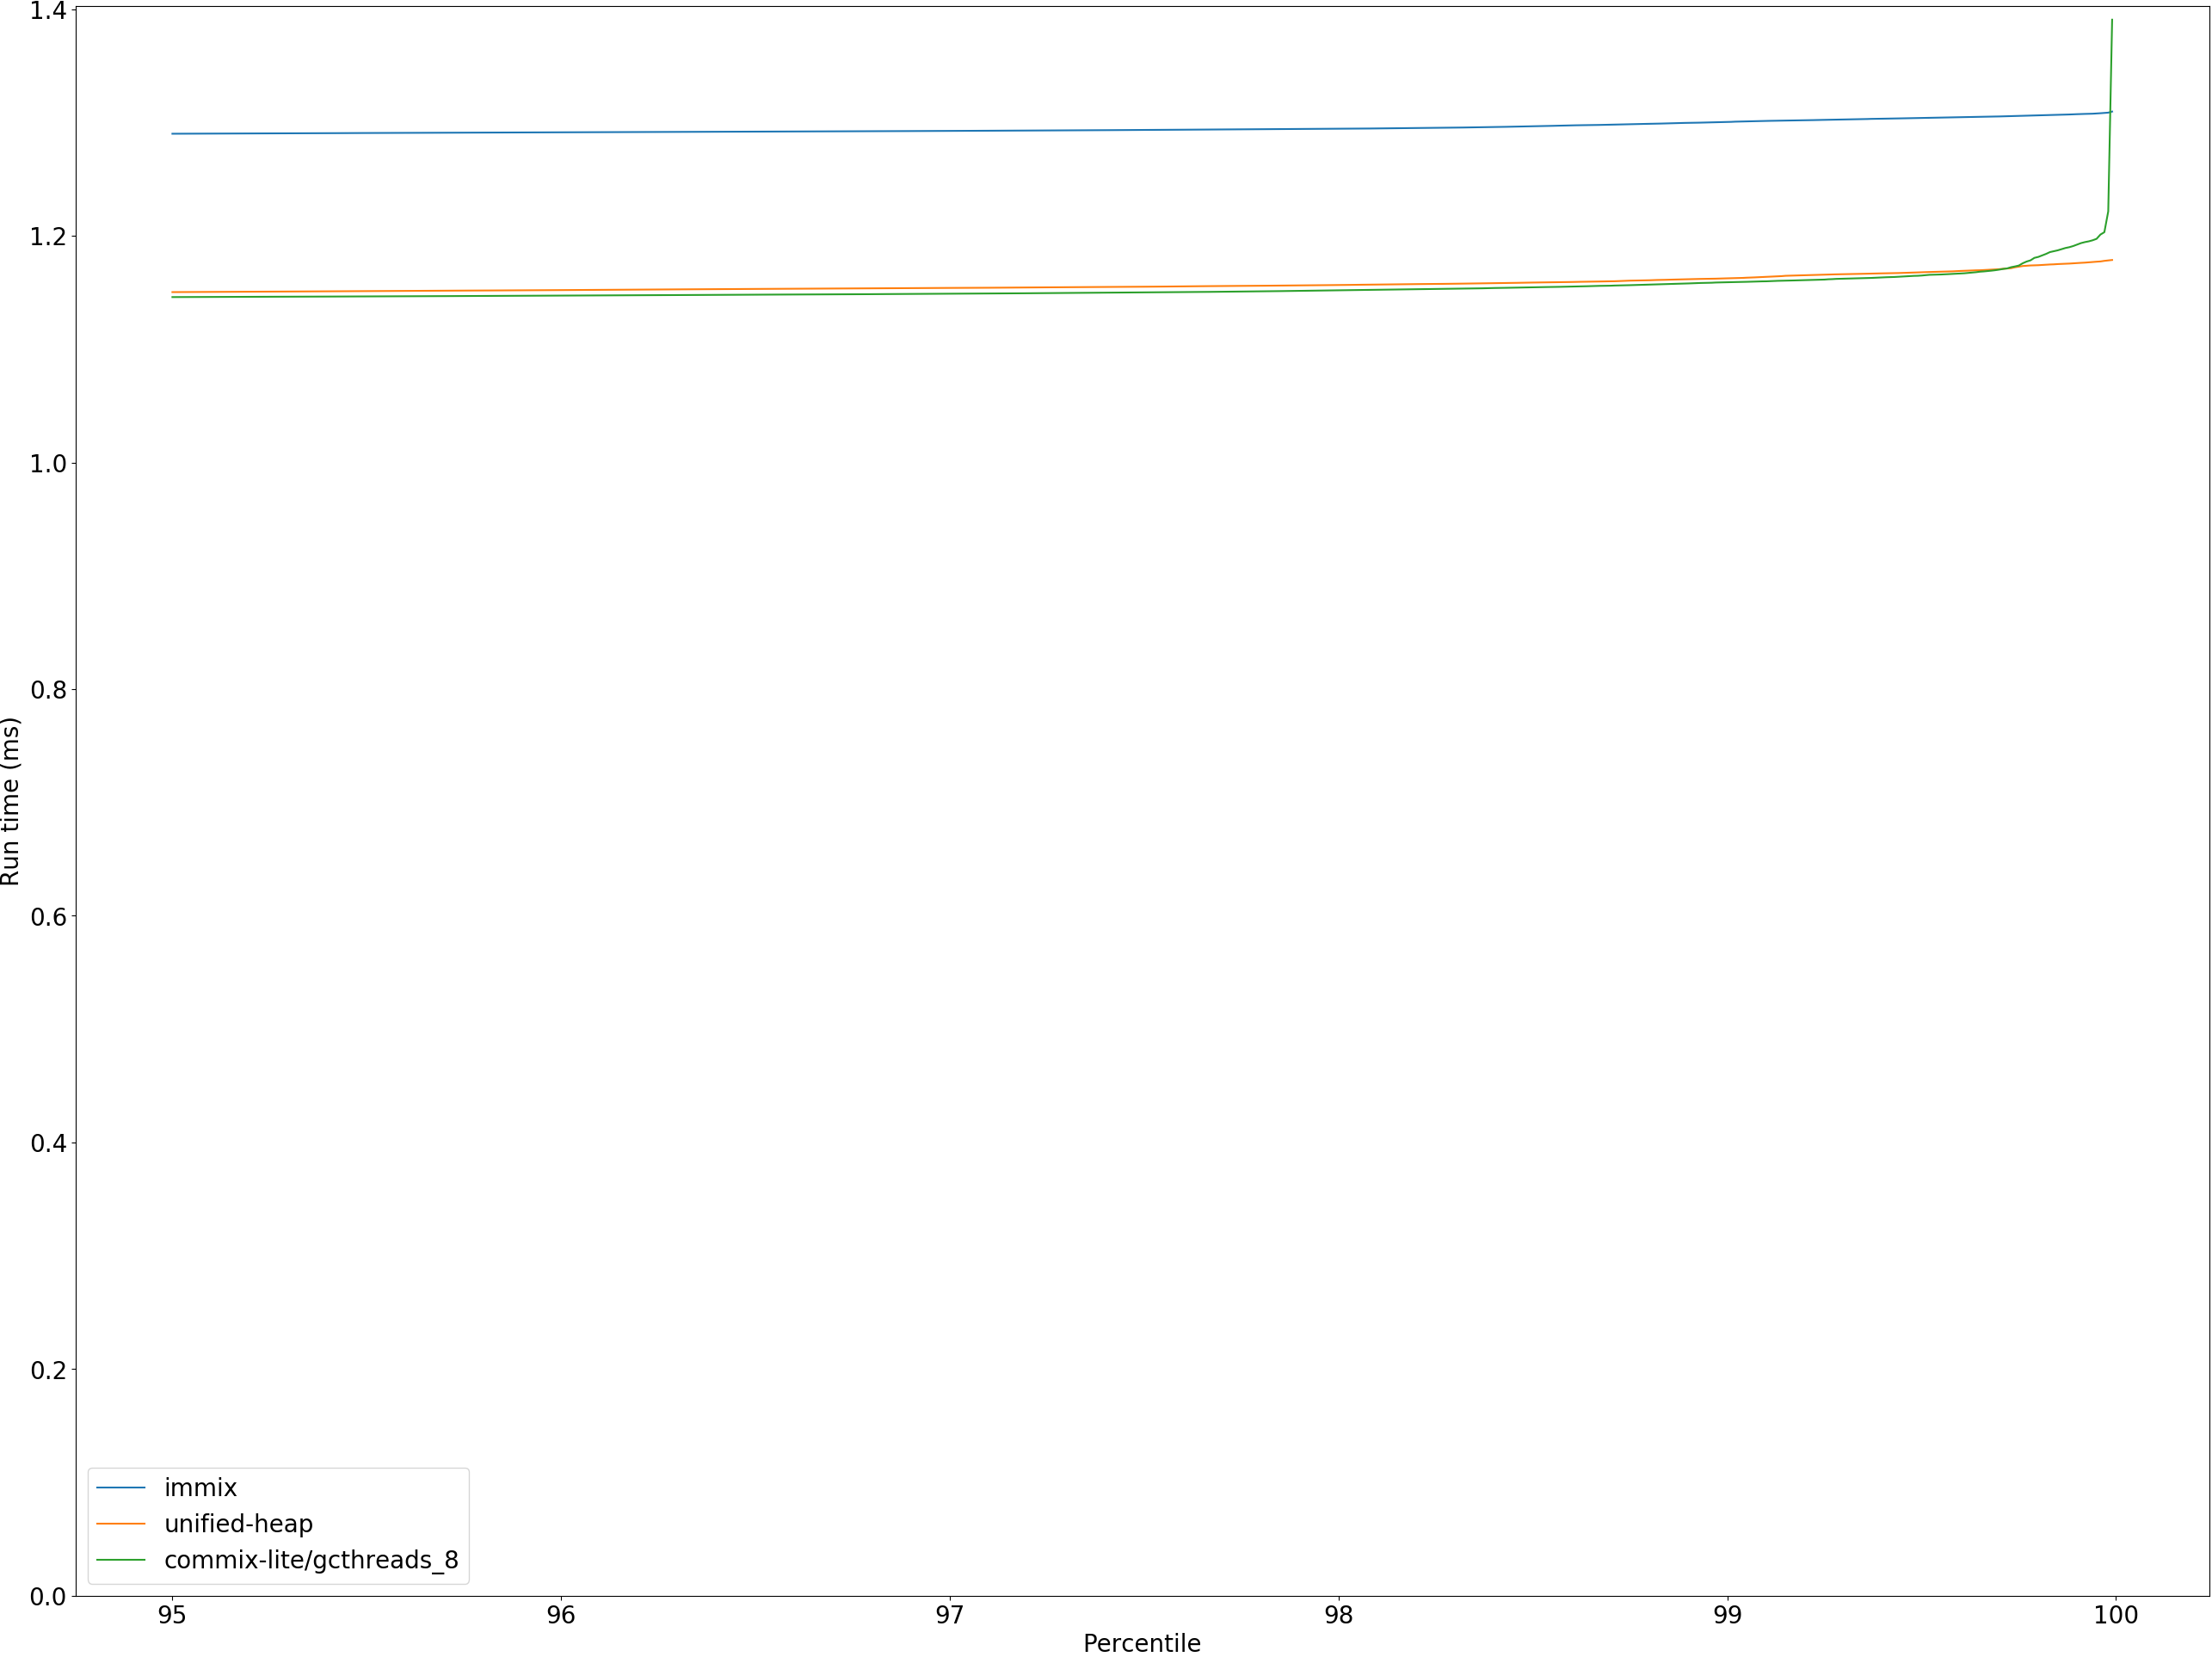 1.4
1.2
1.0
0.8
0.6
0.4
0.2
0.0
Run time (ms)
immix
unified-heap
commix-lite/gcthreads_8
95 96 97 98 99 100
Percentile